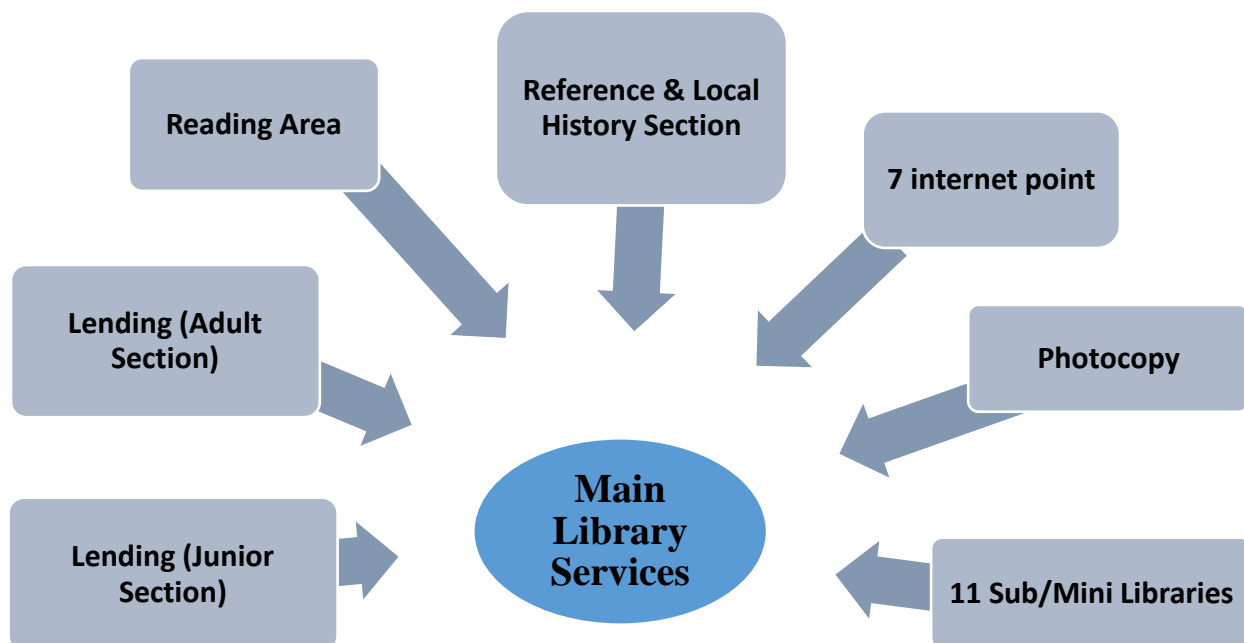 Reference & Local
History Section
Reading Area
7 internet point
Lending (Adult
Section)
Photocopy
Main
Library
Services
Lending (Junior
Section)
11 Sub/Mini Libraries